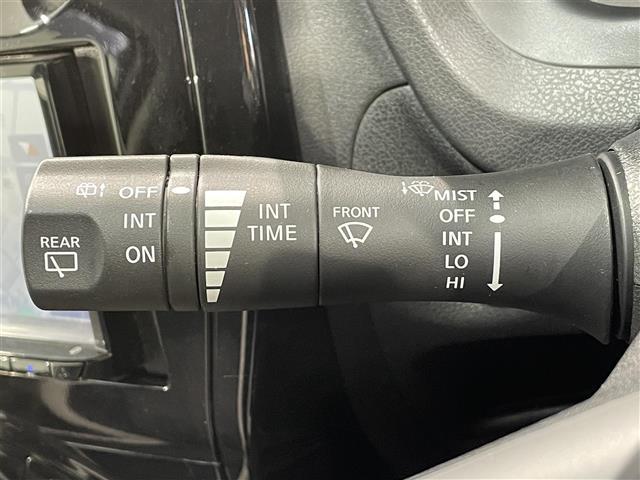 OFF
INT
ON
REAR
INT
TIME
FRONT
MIST
OFF
INT
LO
HI